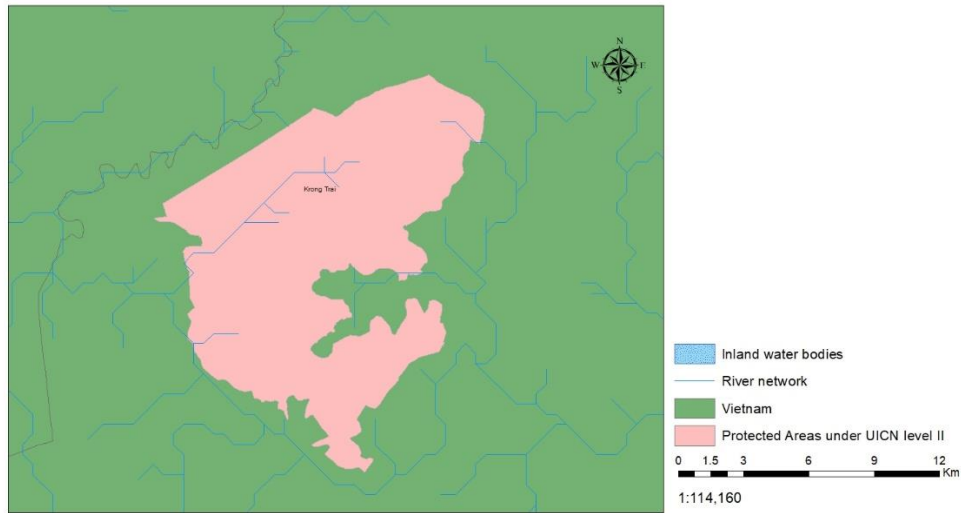 N
W E
S
Krong Trai
Inland water bodies
River network
Vietnam
Protected Areas under UICN level II
0 1.5 3 6 9 12
Km
1:114,160